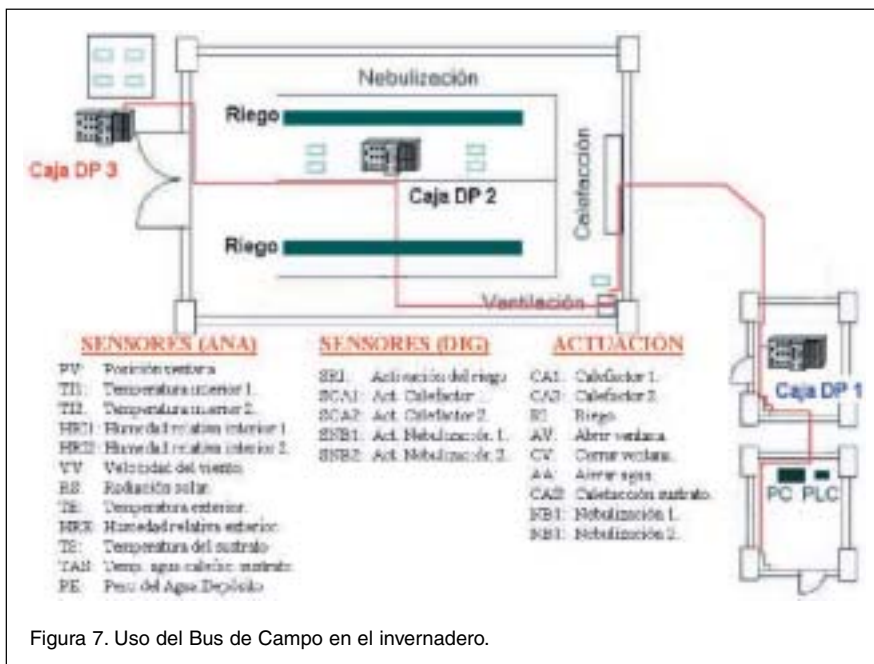 Nebulización
Riego
Caja DP 3
Caja DP 2
Calefacción
Riego
Ventilación
Caja DP 1
PC PLC
SENSORES (ANA)
PV: Posición ventana
TI1: Temperatura interior 1.
TI2: Temperatura interior 2.
HRI1: Humedad relativa interior 1.
HRI2: Humedad relativa interior 2.
VV: Velocidad del viento.
RS: Radiación solar.
TE: Temperatura exterior.
HRE: Humedad relativa exterior.
TS: Temperatura del sustrato
TAS: Temp. agua calefac. sustrato.
PE: Peso del Agua Depósito
SENSORES (DIG)
SRI: Activación del riego
SCA1: Act. Calefactor 1.
SCA2: Act. Calefactor 2.
SNB1: Act. Nebulización 1.
SNB2: Act. Nebulización 2.
ACTUACIÓN
CA1: Calefactor 1.
CA2: Calefactor 2.
RI: Riego.
AV: Abrir ventana.
CV: Cerrar ventana.
AA: agua.
CAS: Calefacción sustrato.
NB1: Nebulización 1.
NB1: Nebulización 2.
Figura 7. Uso del Bus de Campo en el invernadero.